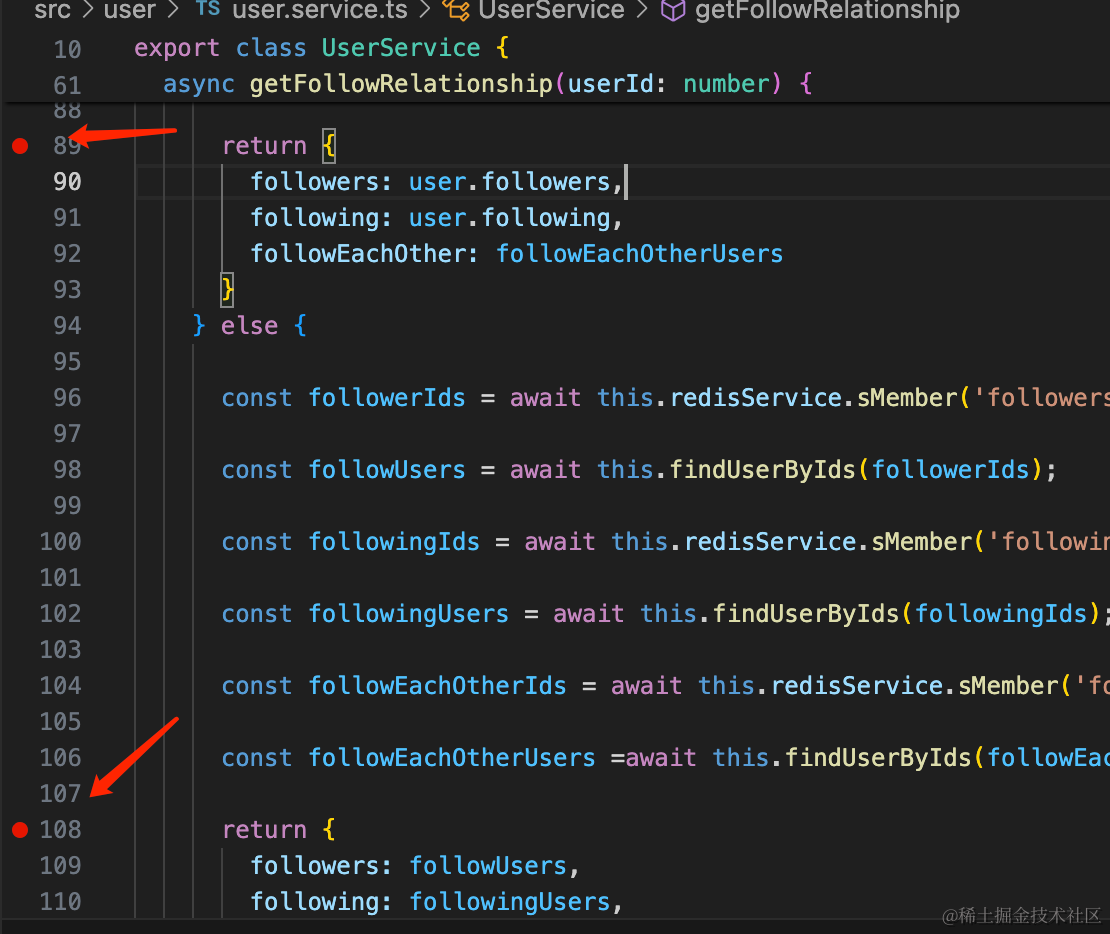 src > user > TS user.service.ts > UserService > getFollowRelationship
10 export class UserService {
61 async getFollowRelationship(userId: number) {
88
89 return {
90 followers: user.followers,
91 following: user.following,
92 followEachOther: followEachOtherUsers
93 }
94 } else {
95
96 const followerIds = await this.redisService.sMember('followers
97
98 const followUsers = await this.findUserByIds(followerIds);
99
100 const followingIds = await this.redisService.sMember('followin
101
102 const followingUsers = await this.findUserByIds(followingIds);
103
104 const followEachOtherIds = await this.redisService.sMember('fo
105
106 const followEachOtherUsers =await this.findUserByIds(followEac
107
108 return {
109 followers: followUsers,
110 following: followingUsers,
@稀土掘金技术社区